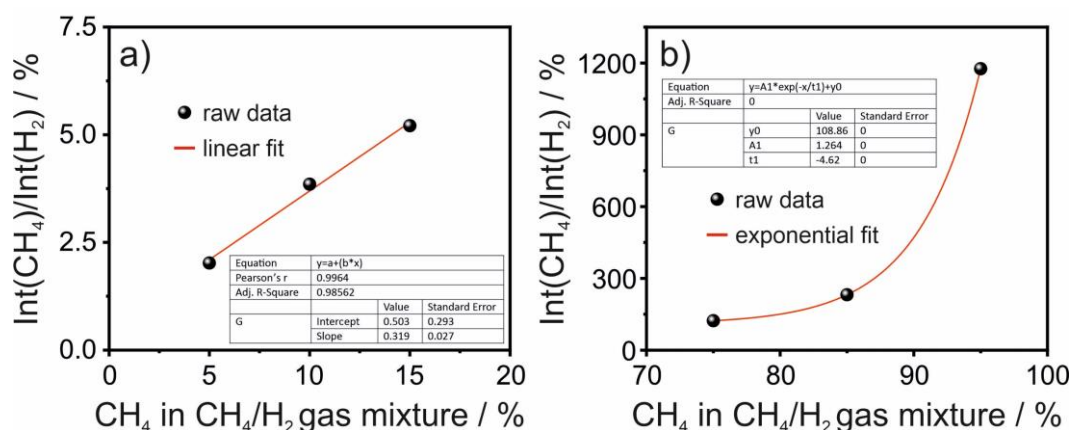 a)
7.5
5.0
2.5
0.0
Int(CH₄)/Int(H₂) / %
raw data
linear fit
Equation y=a+(b*x)
Pearson's r 0.9964
Adj. R-Square 0.98562
Value Standard Error
G Intercept 0.503 0.293
Slope 0.319 0.027
0 5 10 15 20
CH₄ in CH₄/H₂ gas mixture / %
b)
1200
900
600
300
0
Int(CH₄)/Int(H₂) / %
Equation y=A1*exp(-x/t1)+y0
Adj. R-Square 0
Value Standard Error
G y0 108.86 0
A1 1.264 0
t1 -4.62 0
raw data
exponential fit
70 80 90 100
CH₄ in CH₄/H₂ gas mixture / %